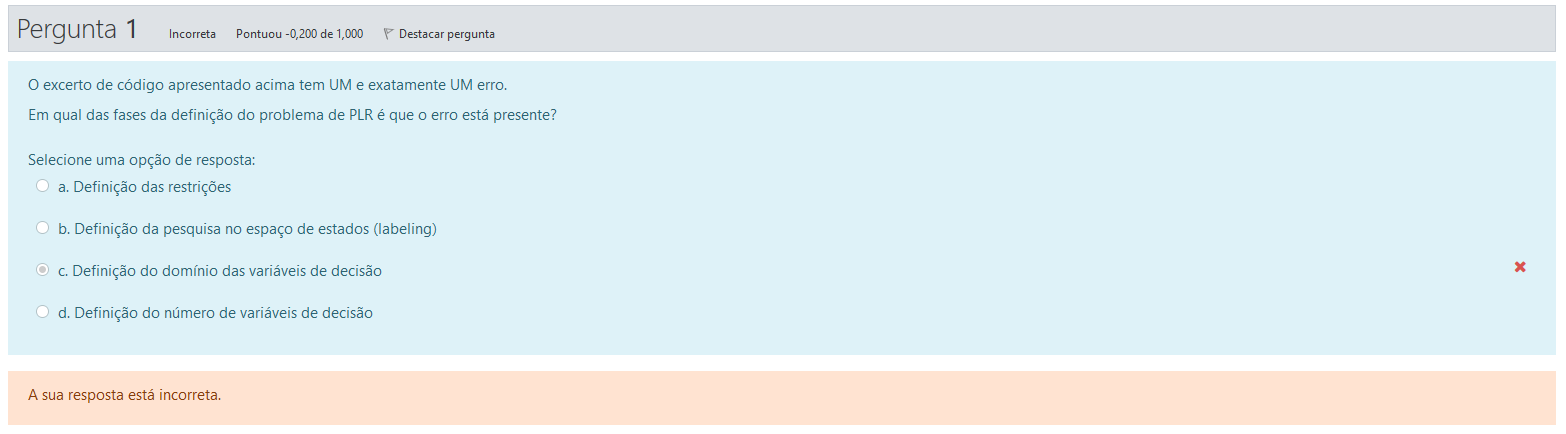 Pergunta 1 Incorreta Pontuou -0,200 de 1,000 Destacar pergunta
O excerto de código apresentado acima tem UM e exatamente UM erro.
Em qual das fases da definição do problema de PLR é que o erro está presente?
Selecione uma opção de resposta:
a. Definição das restrições
b. Definição da pesquisa no espaço de estados (labeling)
c. Definição do domínio das variáveis de decisão
d. Definição do número de variáveis de decisão
A sua resposta está incorreta.